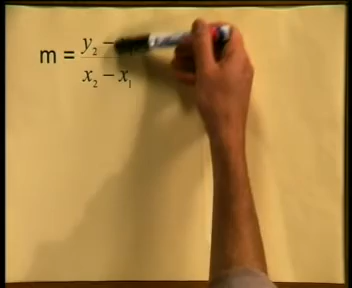 m = y₂ –
x₂ – x₁